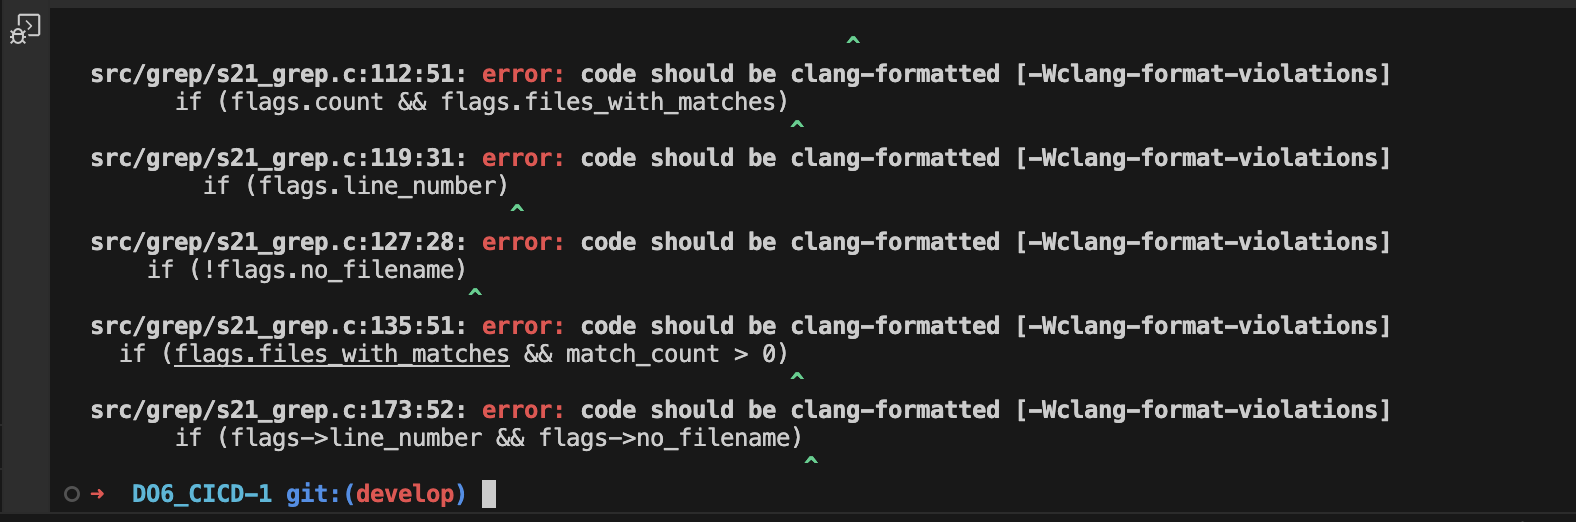 ^
src/grep/s21_grep.c:112:51: error: code should be clang-formatted [-Wclang-format-violations]
if (flags.count && flags.files_with_matches)
^
src/grep/s21_grep.c:119:31: error: code should be clang-formatted [-Wclang-format-violations]
if (flags.line_number)
^
src/grep/s21_grep.c:127:28: error: code should be clang-formatted [-Wclang-format-violations]
if (!flags.no_filename)
^
src/grep/s21_grep.c:135:51: error: code should be clang-formatted [-Wclang-format-violations]
if (flags.files_with_matches && match_count > 0)
^
src/grep/s21_grep.c:173:52: error: code should be clang-formatted [-Wclang-format-violations]
if (flags->line_number && flags->no_filename)
^
➜ DO6_CICD-1 git:(develop)